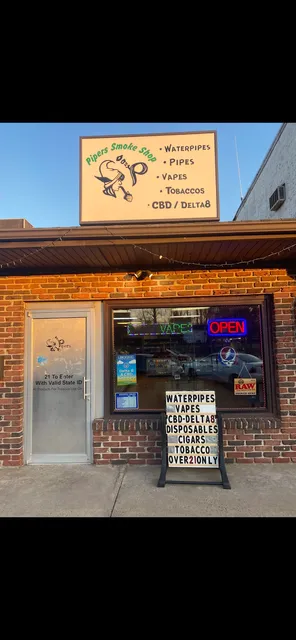 Pipers Smoke Shop
• WATERPIPES
• PIPES
• VAPES
• TOBACCOS
• CBD / DELTA8
VAPES
OPEN
21 To Enter
With Valid State ID
RAW
WATERPIPES
VAPES
CBD-DELTA8
DISPOSABLES
CIGARS
TOBACCO
OVER21ONLY